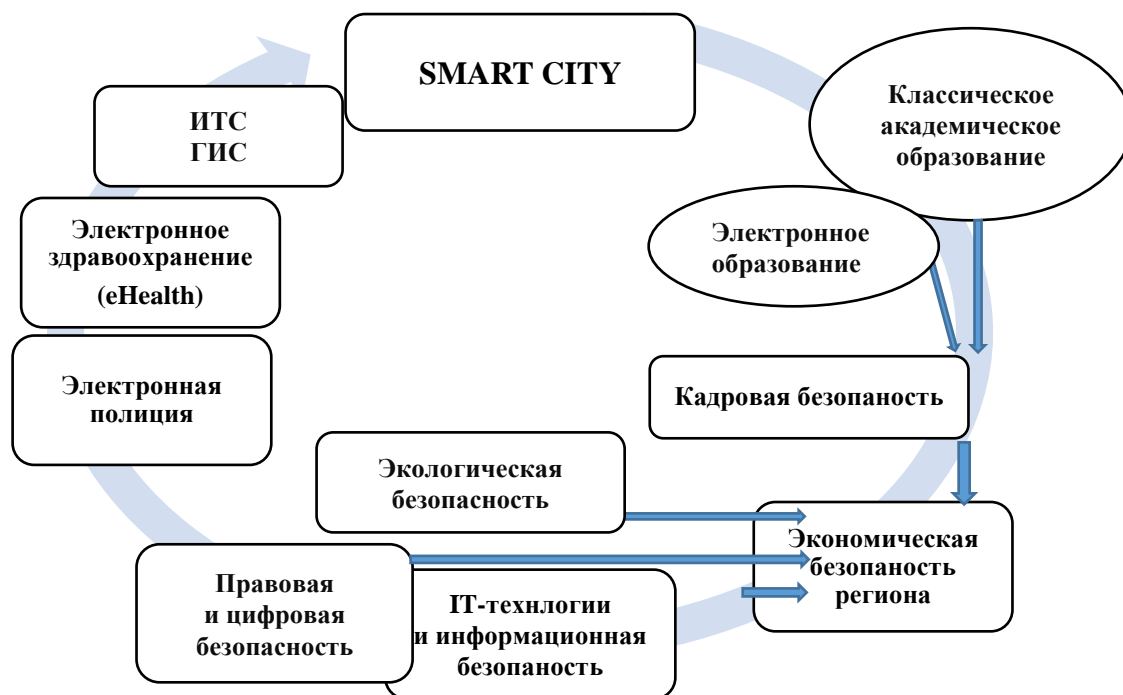 SMART CITY
Классическое
академическое
образование
ИТС
ГИС
Электронное
здравоохранение
(eHealth)
Электронное
образование
Электронная
полиция
Кадровая безопаность
Экологическая
безопасность
Экономическая
безопаность
региона
Правовая
и цифровая
безопасность
IT-технлогии
и информационная
безопаность